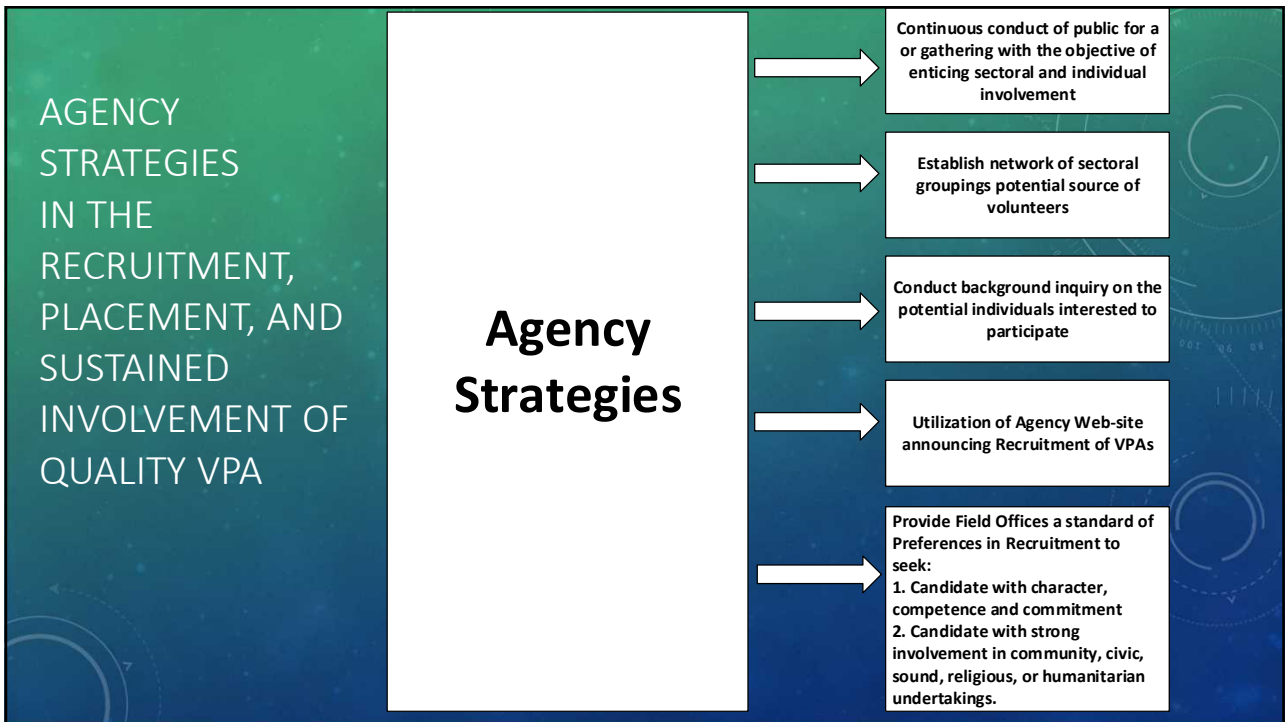 AGENCY
STRATEGIES
IN THE
RECRUITMENT,
PLACEMENT, AND
SUSTAINED
INVOLVEMENT OF
QUALITY VPA
Agency
Strategies
Continuous conduct of public for a
or gathering with the objective of
enticing sectoral and individual
involvement
Establish network of sectoral
groupings potential source of
volunteers
Conduct background inquiry on the
potential individuals interested to
participate
Utilization of Agency Web-site
announcing Recruitment of VPAs
Provide Field Offices a standard of
Preferences in Recruitment to
seek:
1. Candidate with character,
competence and commitment
2. Candidate with strong
involvement in community, civic,
sound, religious, or humanitarian
undertakings.